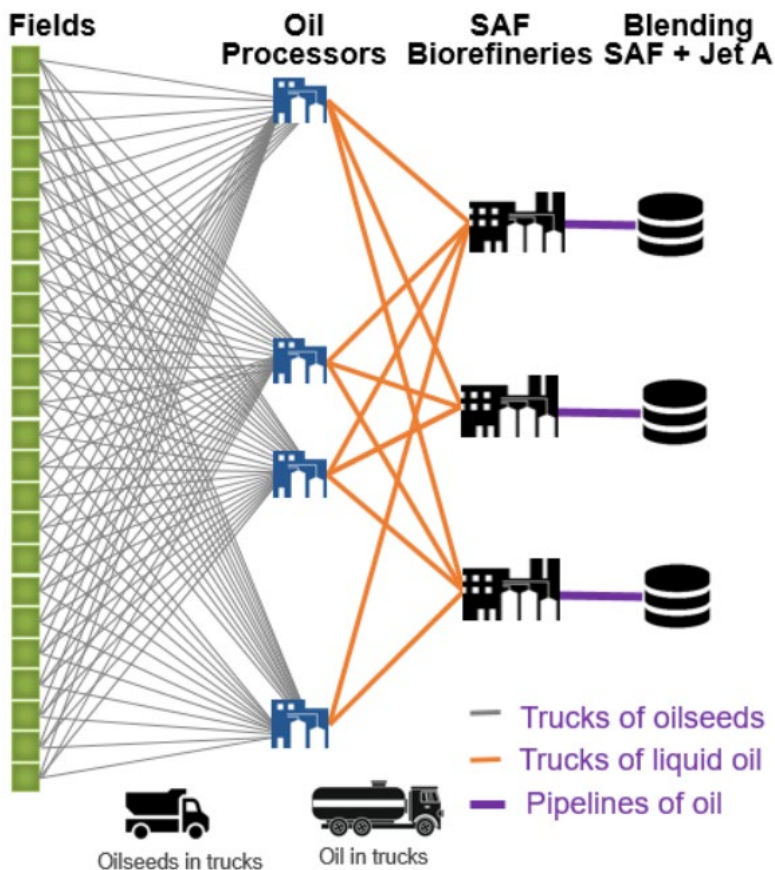 Fields
Oil
Processors
SAF
Biorefineries
Blending
SAF + Jet A
Trucks of oilseeds
Trucks of liquid oil
Pipelines of oil
Oilseeds in trucks
Oil in trucks